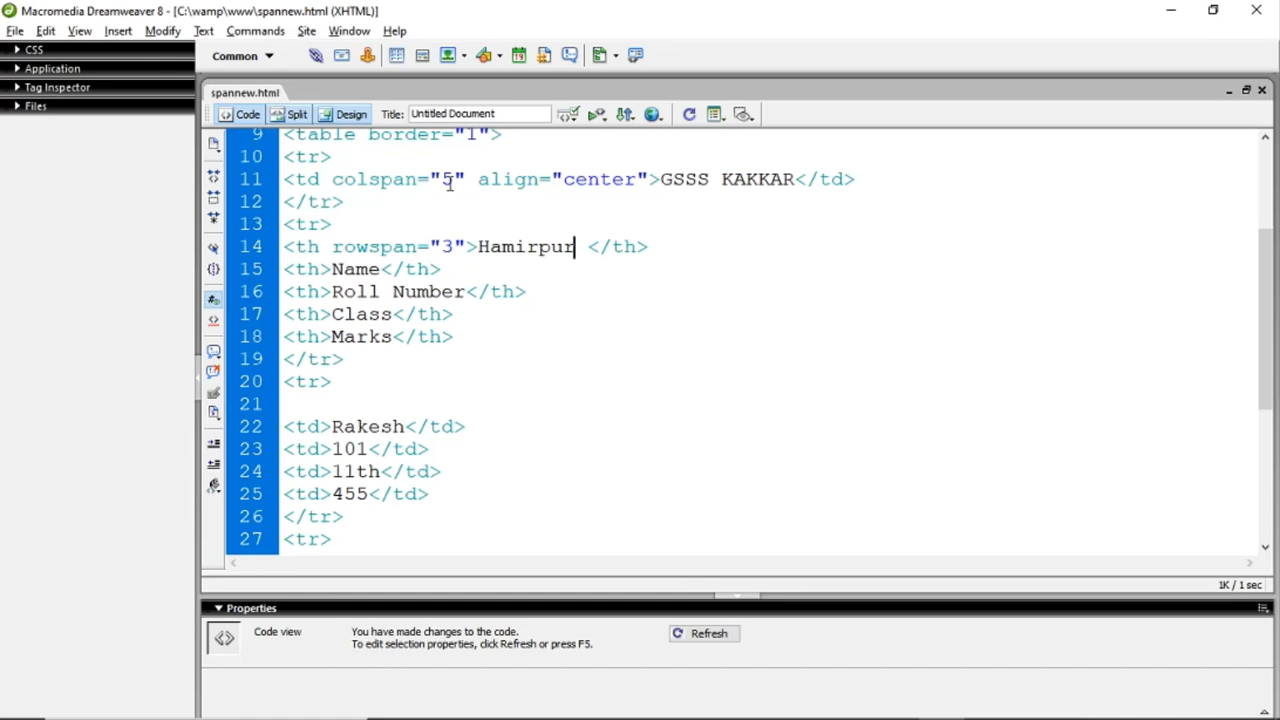 Macromedia Dreamweaver 8 - [C:\wamp\www\spannew.html (XHTML)]
File Edit View Insert Modify Text Commands Site Window Help
CSS
Application
Tag Inspector
Files
Common
spannew.html
Code Split Design Title: Untitled Document
9 <table border="1">
10 <tr>
11 <td colspan="5" align="center">GSSS KAKKAR</td>
12 </tr>
13 <tr>
14 <th rowspan="3">Hamirpur </th>
15 <th>Name</th>
16 <th>Roll Number</th>
17 <th>Class</th>
18 <th>Marks</th>
19 </tr>
20 <tr>
21
22 <td>Rakesh</td>
23 <td>101</td>
24 <td>11th</td>
25 <td>455</td>
26 </tr>
27 <tr>
1K / 1 sec
Properties
Code view You have made changes to the code. Refresh
To edit selection properties, click Refresh or press F5.